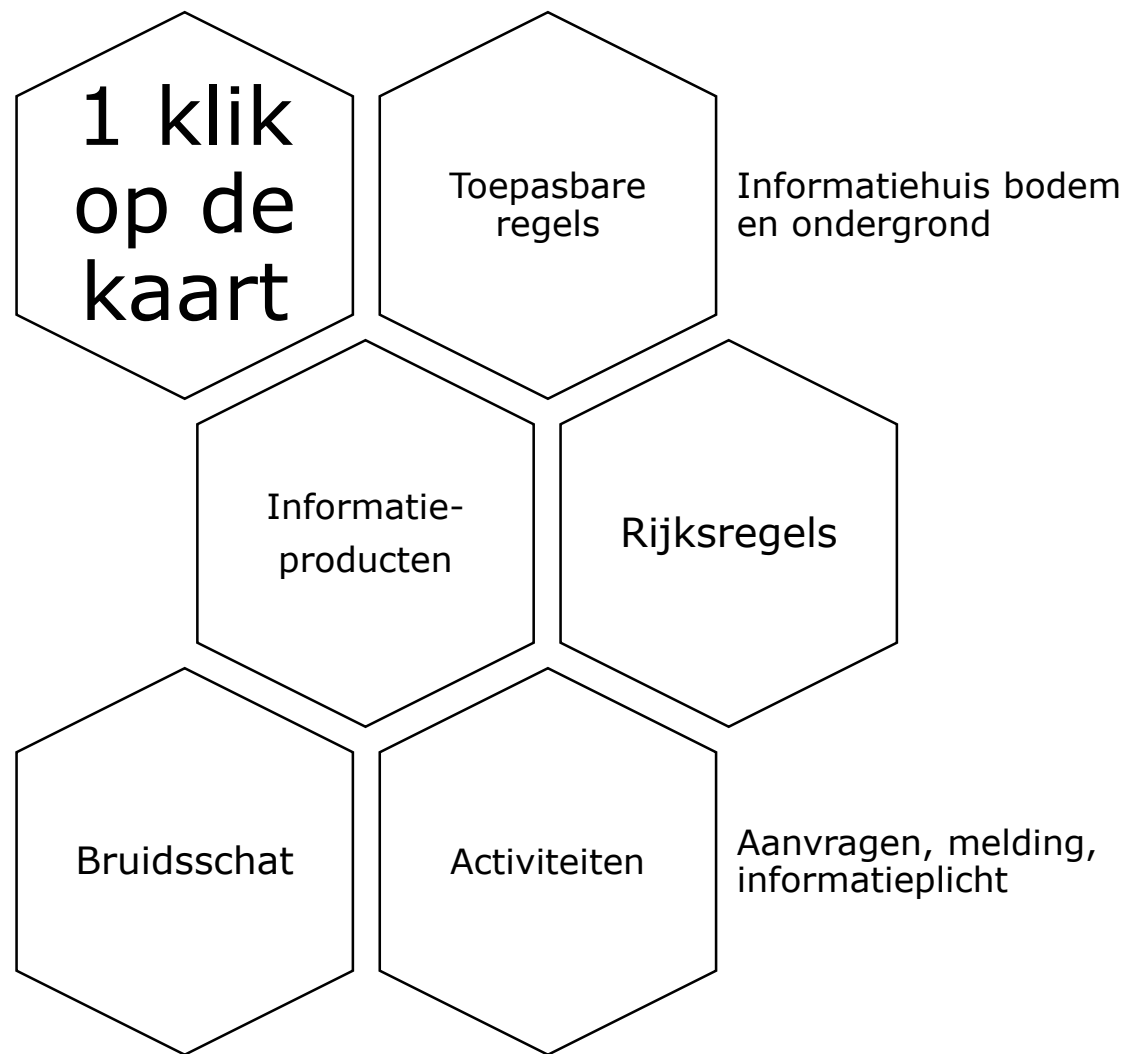 1 klik
op de
kaart
Toepasbare
regels
Informatiehuis bodem
en ondergrond
Informatie-
producten
Rijksregels
Bruidsschat
Activiteiten
Aanvragen, melding,
informatieplicht